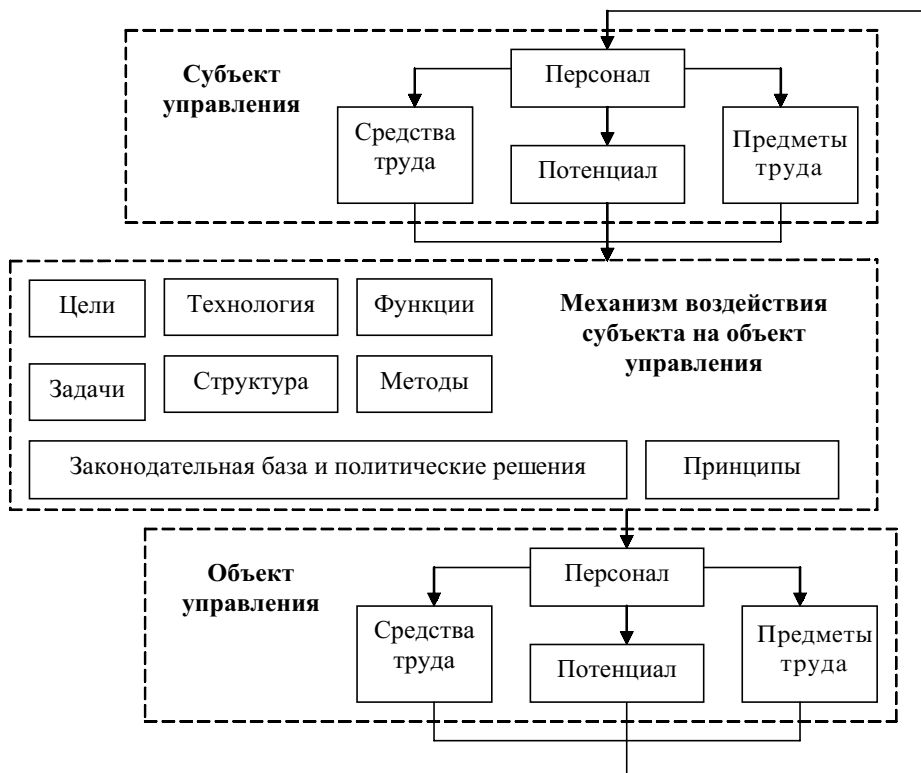 Субъект
управления
Персонал
Средства
труда
Потенциал
Предметы
труда
Цели
Технология
Функции
Механизм воздействия
субъекта на объект
управления
Задачи
Структура
Методы
Законодательная база и политические решения
Принципы
Объект
управления
Персонал
Средства
труда
Потенциал
Предметы
труда